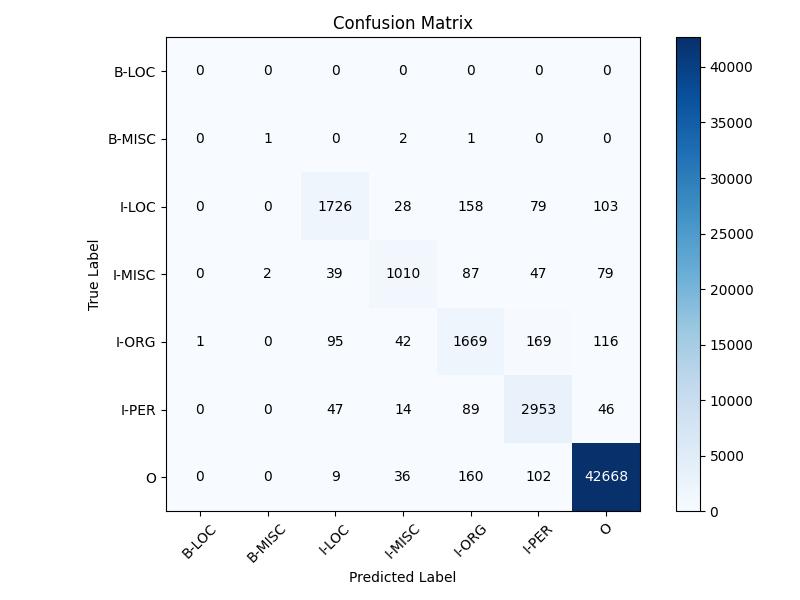 Confusion Matrix
B-LOC 0 0 0 0 0 0 0
B-MISC 0 1 0 2 1 0 0
I-LOC 0 0 1726 28 158 79 103
I-MISC 0 2 39 1010 87 47 79
I-ORG 1 0 95 42 1669 169 116
I-PER 0 0 47 14 89 2953 46
O 0 0 9 36 160 102 42668
B-LOC B-MISC I-LOC I-MISC I-ORG I-PER O
Predicted Label
True Label
40000
35000
30000
25000
20000
15000
10000
5000
0